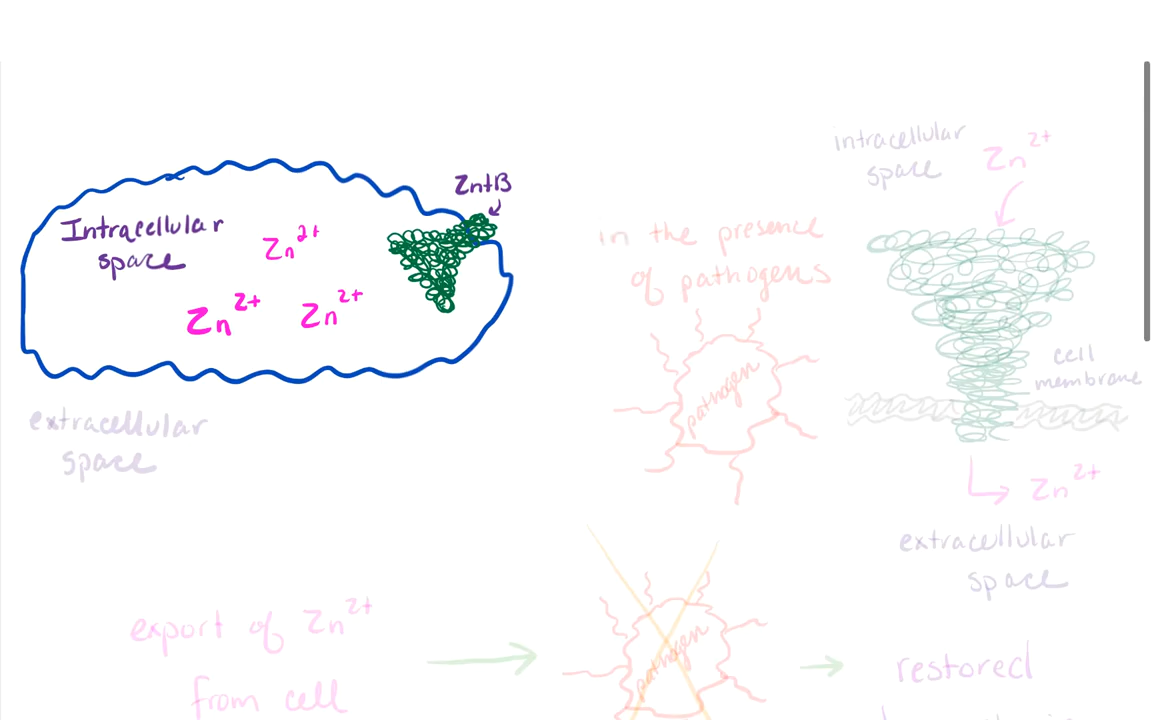 ZntB
Intracellular
space
Zn2+
Zn2+
Zn2+
extracellular
space
in the presence
of pathogens
pathogen
intracellular
space
Zn2+
cell
membrane
Zn2+
extracellular
space
export of Zn2+
from cell
pathogen
restored